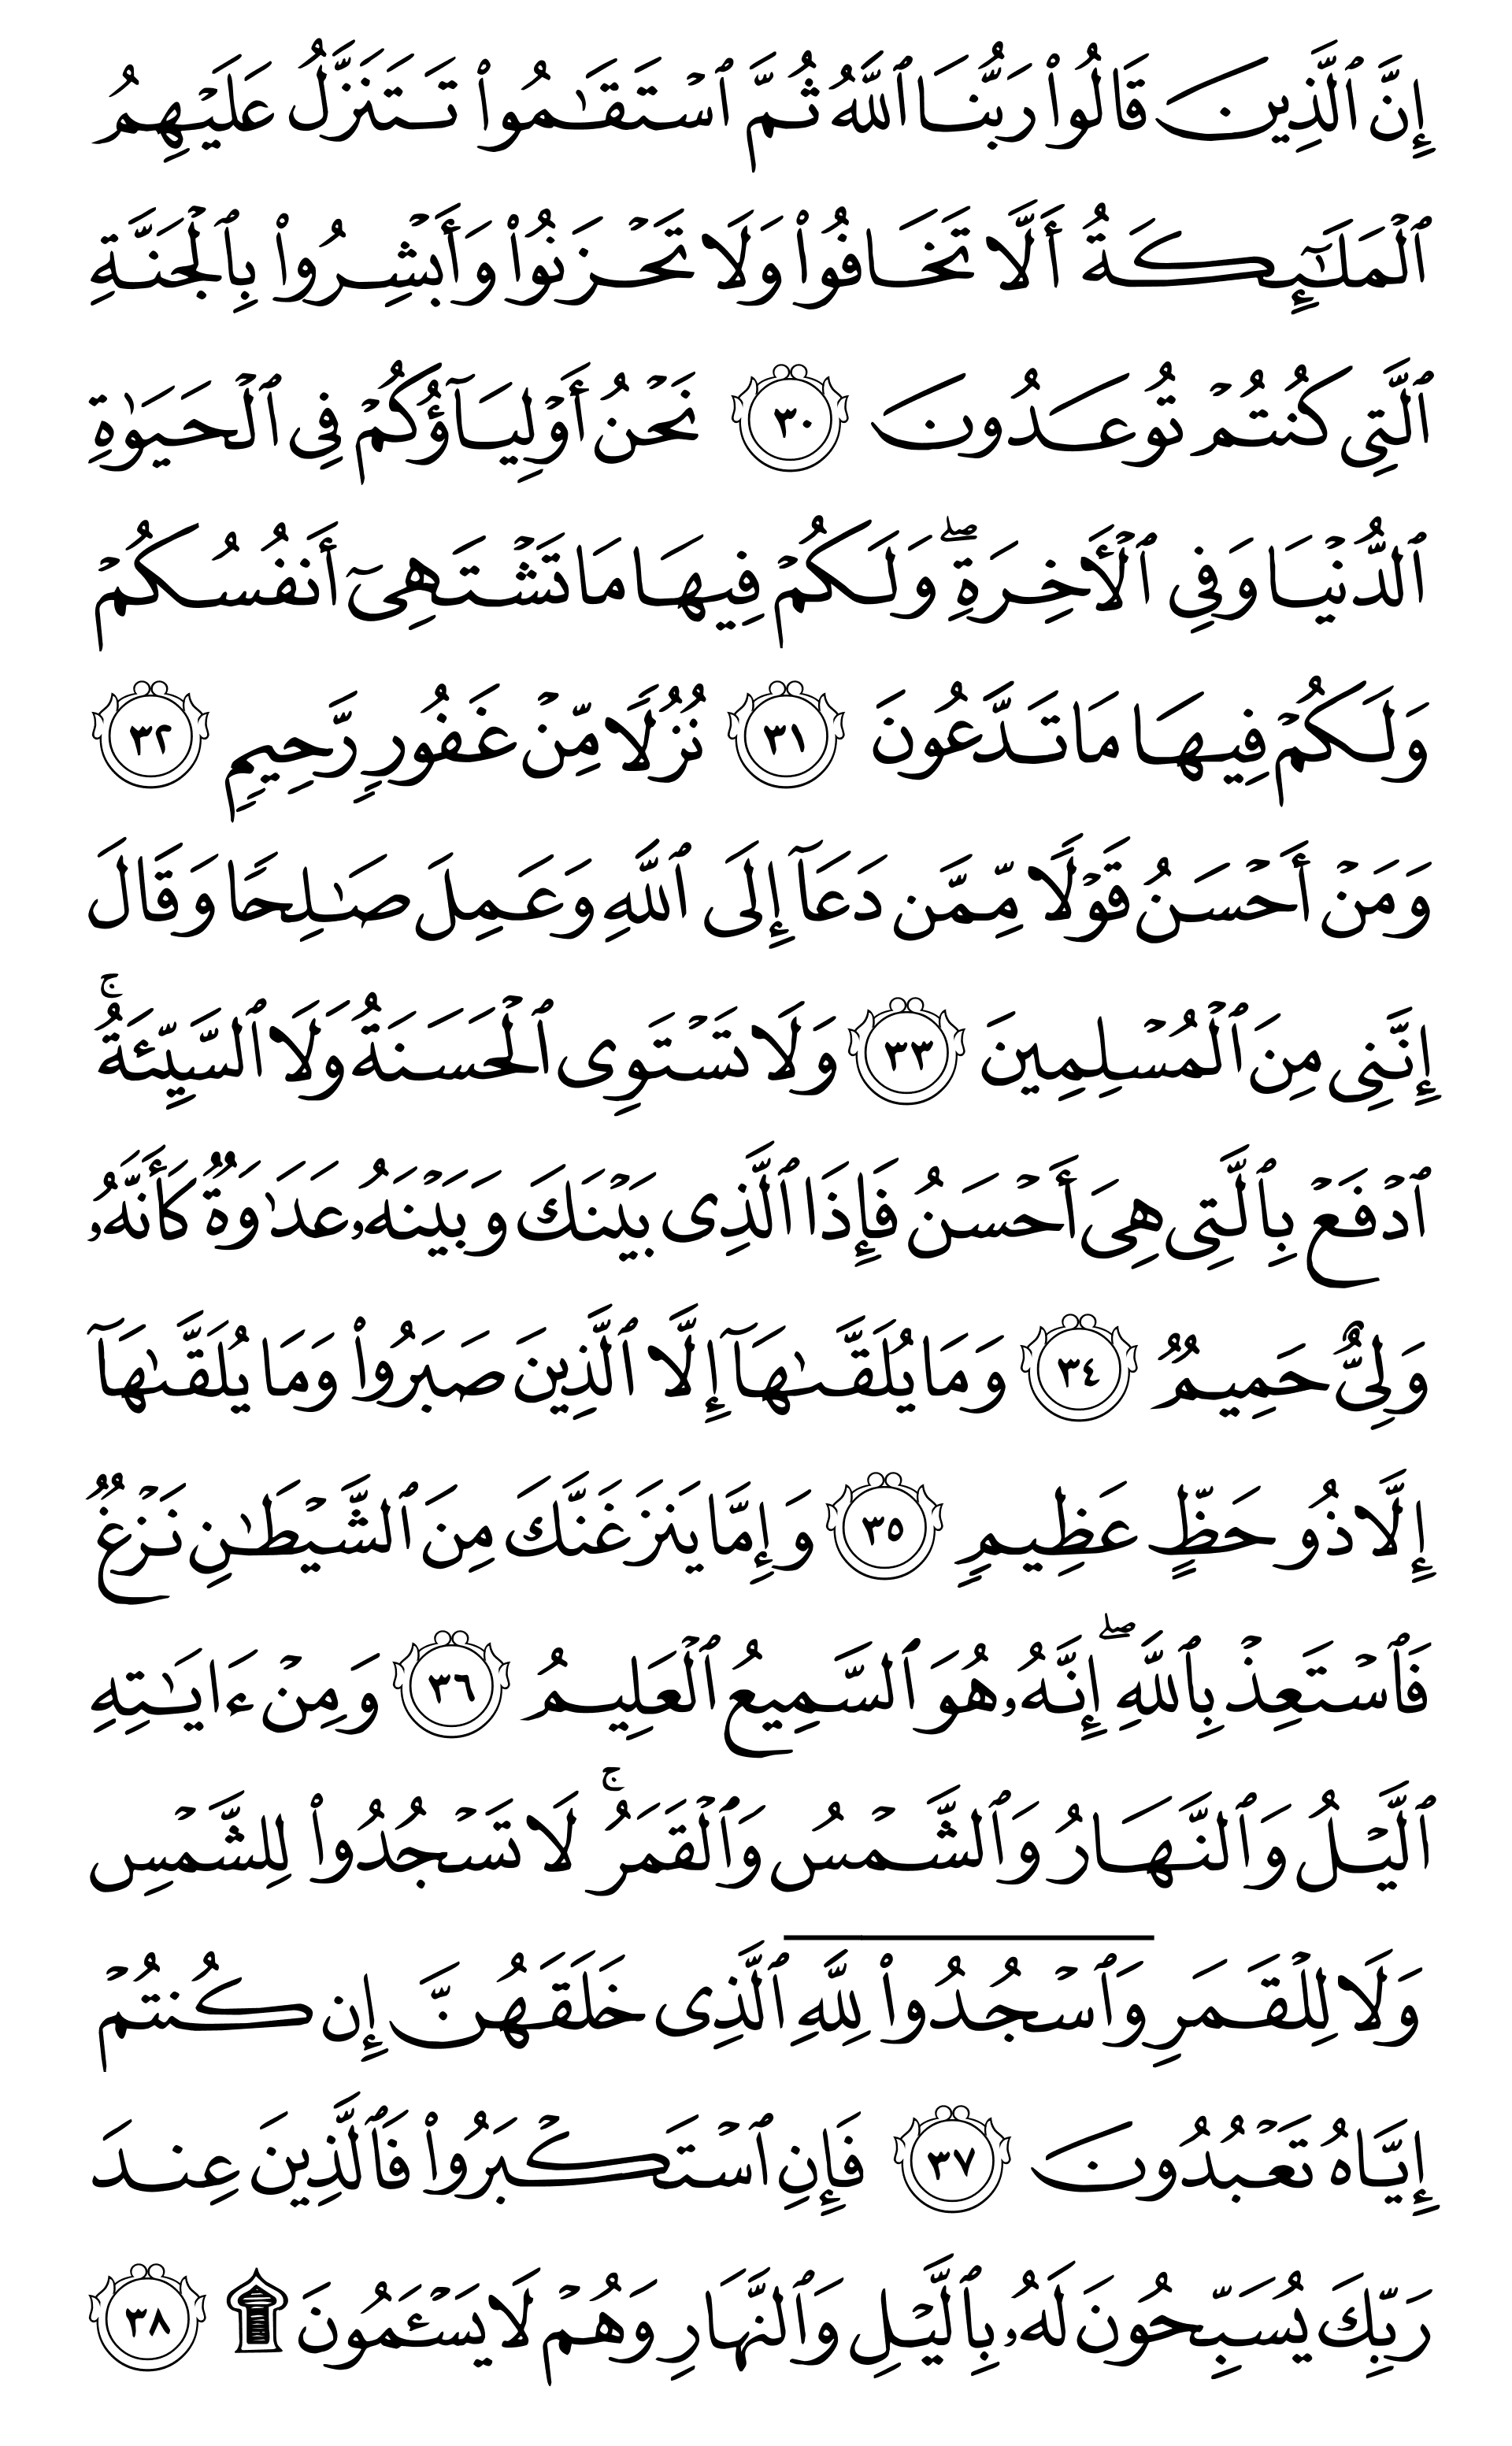 إِنَّ ٱلَّذِينَ قَالُوا۟ رَبُّنَا ٱللَّهُ ثُمَّ ٱسْتَقَـٰمُوا۟ تَتَنَزَّلُ عَلَيْهِمُ
ٱلْمَلَـٰٓئِكَةُ أَلَّا تَخَافُوا۟ وَلَا تَحْزَنُوا۟ وَأَبْشِرُوا۟ بِٱلْجَنَّةِ
ٱلَّتِى كُنتُمْ تُوعَدُونَ ٣٠ نَحْنُ أَوْلِيَآؤُكُمْ فِى ٱلْحَيَوٰةِ
ٱلدُّنْيَا وَفِى ٱلْـَٔاخِرَةِ ۖ وَلَكُمْ فِيهَا مَا تَشْتَهِىٓ أَنفُسُكُمْ
وَلَكُمْ فِيهَا مَا تَدَّعُونَ ٣١ نُزُلًا مِّنْ غَفُورٍ رَّحِيمٍ ٣٢
وَمَنْ أَحْسَنُ قَوْلًا مِّمَّن دَعَآ إِلَى ٱللَّهِ وَعَمِلَ صَـٰلِحًا وَقَالَ
إِنَّنِى مِنَ ٱلْمُسْلِمِينَ ٣٣ وَلَا تَسْتَوِى ٱلْحَسَنَةُ وَلَا ٱلسَّيِّئَةُ ۚ
ٱدْفَعْ بِٱلَّتِى هِىَ أَحْسَنُ فَإِذَا ٱلَّذِى بَيْنَكَ وَبَيْنَهُۥ عَدَٰوَةٌ كَأَنَّهُۥ
وَلِىٌّ حَمِيمٌ ٣٤ وَمَا يُلَقَّىٰهَآ إِلَّا ٱلَّذِينَ صَبَرُوا۟ وَمَا يُلَقَّىٰهَآ
إِلَّا ذُو حَظٍّ عَظِيمٍ ٣٥ وَإِمَّا يَنزَغَنَّكَ مِنَ ٱلشَّيْطَـٰنِ نَزْغٌ
فَٱسْتَعِذْ بِٱللَّهِ ۖ إِنَّهُۥ هُوَ ٱلسَّمِيعُ ٱلْعَلِيمُ ٣٦ وَمِنْ ءَايَـٰتِهِ
ٱلَّيْلُ وَٱلنَّهَارُ وَٱلشَّمْسُ وَٱلْقَمَرُ ۚ لَا تَسْجُدُوا۟ لِلشَّمْسِ
وَلَا لِلْقَمَرِ وَٱسْجُدُوا۟ لِلَّهِ ٱلَّذِى خَلَقَهُنَّ إِن كُنتُمْ
إِيَّاهُ تَعْبُدُونَ ٣٧ فَإِنِ ٱسْتَكْبَرُوا۟ فَٱلَّذِينَ عِندَ
رَبِّكَ يُسَبِّحُونَ لَهُۥ بِٱلَّيْلِ وَٱلنَّهَارِ وَهُمْ لَا يَسْـَٔمُونَ ۩ ٣٨